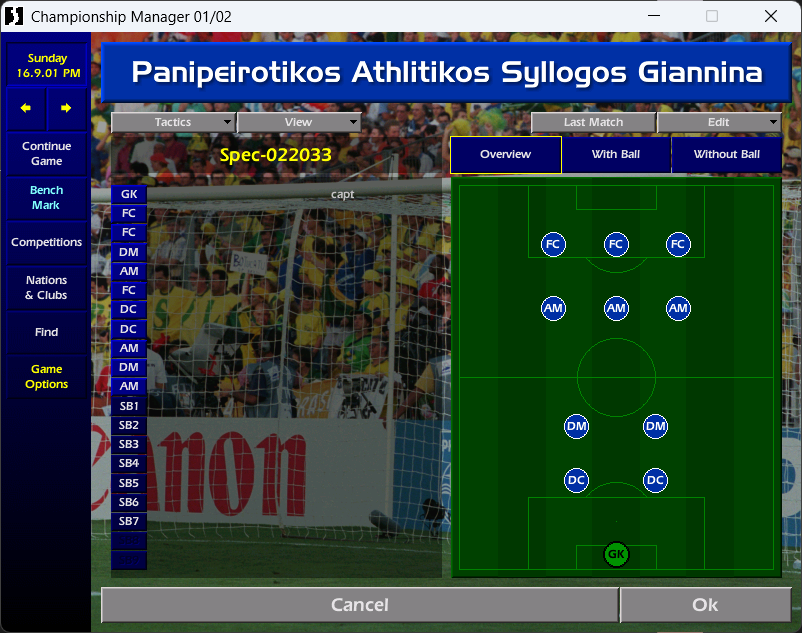 Championship Manager 01/02
Sunday
16.9.01 PM
Panipeirotikos Athlitikos Syllogos Giannina
Tactics
View
Last Match
Edit
Continue
Game
Bench
Mark
Competitions
Nations
& Clubs
Find
Game
Options
Spec-022033
Overview
With Ball
Without Ball
GK
capt
FC
FC
DM
AM
FC
DC
DC
AM
DM
AM
SB1
SB2
SB3
SB4
SB5
SB6
SB7
FC FC FC
AM AM AM
DM DM
DC DC
GK
Cancel
Ok